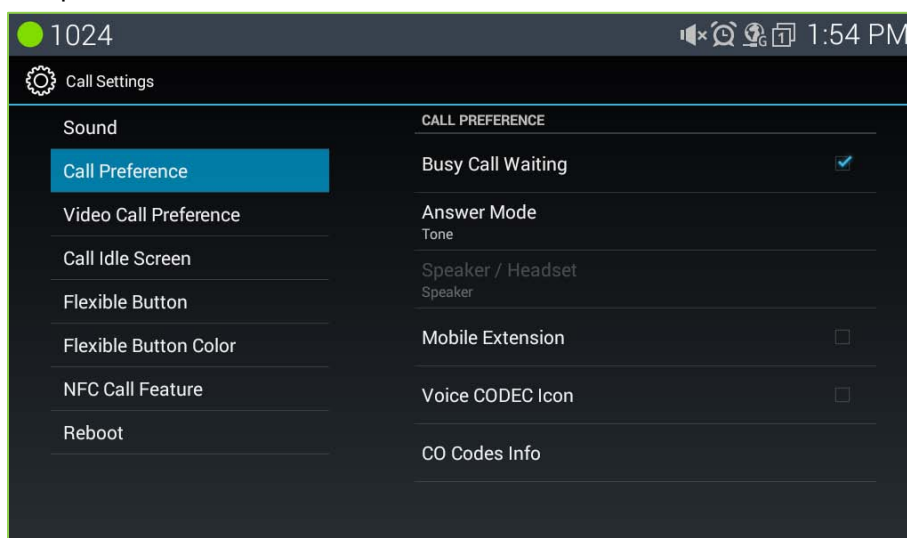 1024
G 1 1:54 PM
Call Settings
Sound
Call Preference
Video Call Preference
Call Idle Screen
Flexible Button
Flexible Button Color
NFC Call Feature
Reboot
CALL PREFERENCE
Busy Call Waiting
Answer Mode
Tone
Speaker / Headset
Speaker
Mobile Extension
Voice CODEC Icon
CO Codes Info